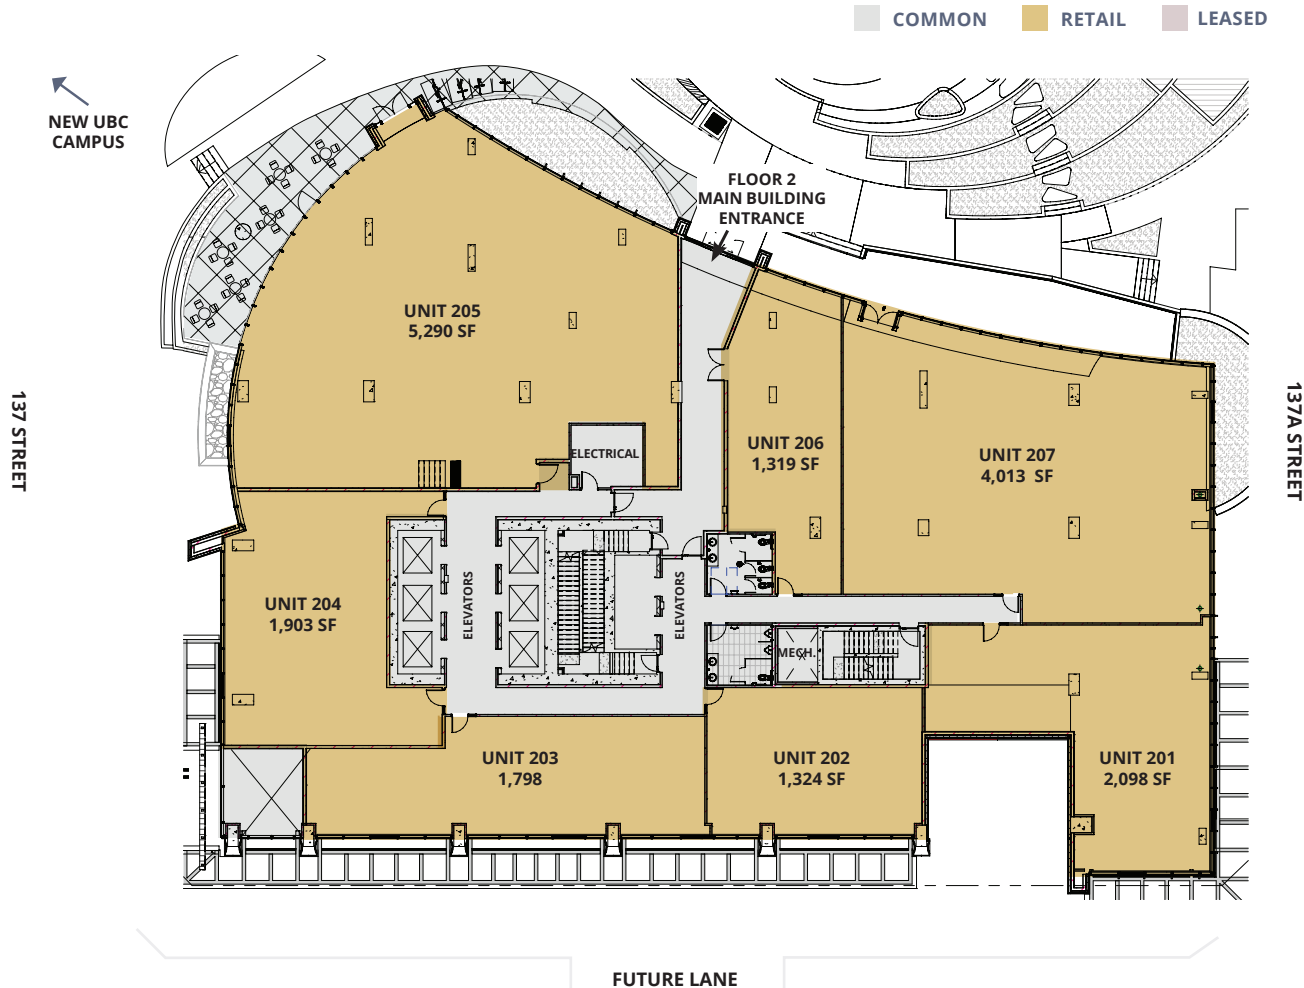 COMMON
RETAIL
LEASED
NEW UBC
CAMPUS
FLOOR 2
MAIN BUILDING
ENTRANCE
UNIT 205
5,290 SF
137 STREET
137A STREET
ELECTRICAL
UNIT 206
1,319 SF
UNIT 207
4,013 SF
UNIT 204
1,903 SF
ELEVATORS
ELEVATORS
MECH.
UNIT 203
1,798
UNIT 202
1,324 SF
UNIT 201
2,098 SF
FUTURE LANE